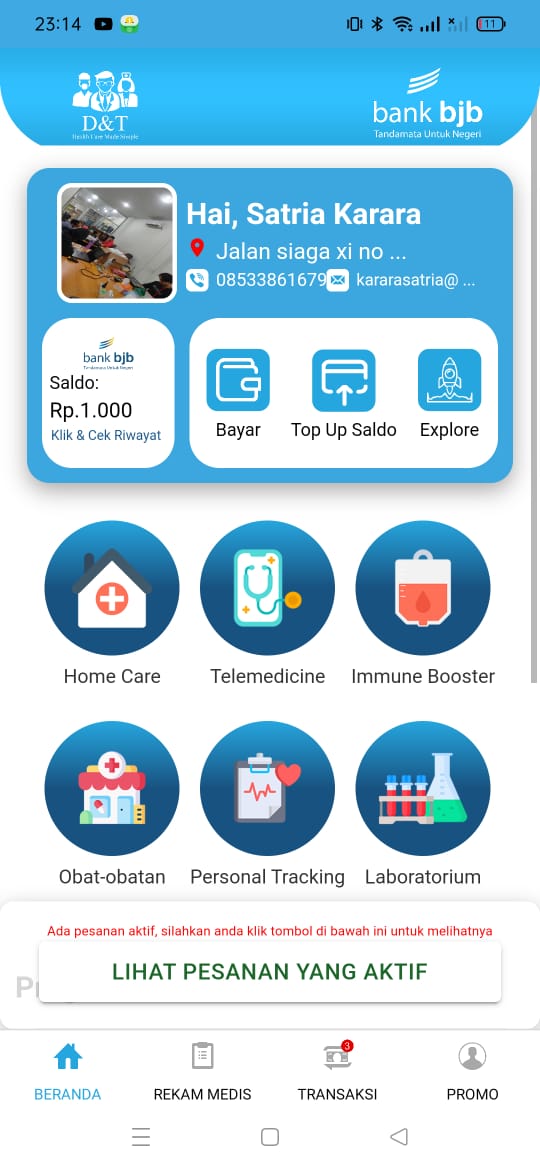 23:14
11
D&T
Health Care Made Simple
bank bjb
Tandamata Untuk Negeri
Hai, Satria Karara
Jalan siaga xi no ...
08533861679
kararasatria@ ...
bank bjb
Tandamata Untuk Negeri
Saldo:
Rp.1.000
Klik & Cek Riwayat
Bayar
Top Up Saldo
Explore
Home Care
Telemedicine
Immune Booster
Obat-obatan
Personal Tracking
Laboratorium
Ada pesanan aktif, silahkan anda klik tombol di bawah ini untuk melihatnya
LIHAT PESANAN YANG AKTIF
3
BERANDA
REKAM MEDIS
TRANSAKSI
PROMO